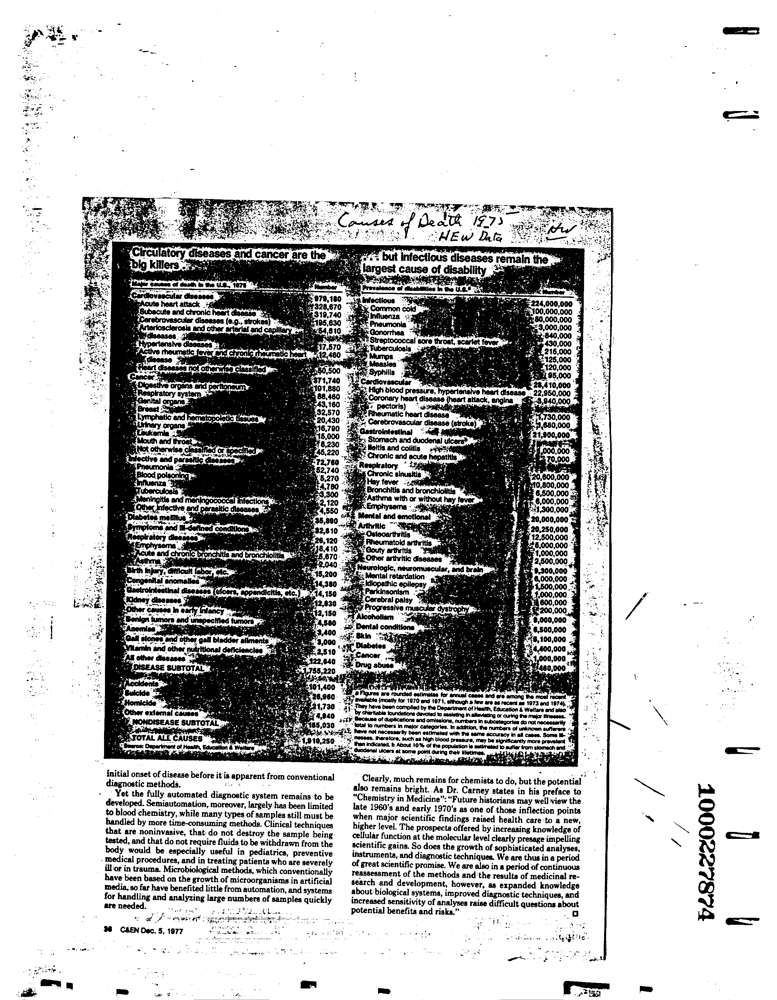 Causes of Death 1975
HEW Data
Circulatory diseases and cancer are the
big killers . . .
Major causes of death in the U.S., 1975 Number
Cardiovascular diseases 979,180
Acute heart attack 328,670
Subacute and chronic heart disease 319,740
Cerebrovascular diseases (e.g., strokes) 195,630
Arteriosclerosis and other arterial and capillary 54,610
diseases
Hypertensive diseases 17,570
Active rheumatic fever and chronic rheumatic heart 12,460
disease
Heart diseases not otherwise classified 50,500
Cancer 371,740
Digestive organs and peritoneum 101,880
Respiratory system 88,460
Genital organs 43,160
Breast 32,570
Lymphatic and hematopoietic tissues 20,430
Urinary organs 16,790
Leukemia 15,000
Mouth and throat 8,230
Not otherwise classified or specified 45,220
Infective and parasitic diseases 72,760
Pneumonia 52,740
Blood poisoning 5,270
Influenza 4,780
Tuberculosis 3,300
Meningitis and meningococcal infections 2,120
Other infective and parasitic diseases 4,550
Diabetes mellitus 35,890
Symptoms and ill-defined conditions 32,610
Respiratory diseases 26,120
Emphysema 18,410
Acute and chronic bronchitis and bronchiolitis 5,670
Asthma 2,040
Birth injury, difficult labor, etc. 15,200
Congenital anomalies 14,380
Gastrointestinal diseases (ulcers, appendicitis, etc.) 14,150
Kidney diseases 12,830
Other causes in early infancy 12,150
Benign tumors and unspecified tumors 4,580
Anemias 3,400
Gall stones and other gall bladder ailments 3,000
Vitamin and other nutritional deficiencies 2,510
All other diseases 122,640
DISEASE SUBTOTAL 1,755,220
Accidents 101,400
Suicide 26,960
Homicide 21,730
Other external causes 4,940
NONDISEASE SUBTOTAL 155,030
TOTAL ALL CAUSES 1,910,250
Source: Department of Health, Education & Welfare
. . . but infectious diseases remain the
largest cause of disability
Prevalence of disabilities in the U.S. Number
Infectious 224,000,000
Common cold 100,000,000
Influenza 80,000,000
Pneumonia 3,000,000
Gonorrhea 840,000
Streptococcal sore throat, scarlet fever 430,000
Tuberculosis 215,000
Mumps 125,000
Measles 120,000
Syphilis 95,000
Cardiovascular 28,410,000
High blood pressure, hypertensive heart disease 22,950,000
Coronary heart disease (heart attack, angina 3,940,000
pectoris)
Rheumatic heart disease 1,730,000
Cerebrovascular disease (stroke) 1,680,000
Gastrointestinal 21,900,000
Stomach and duodenal ulcers
Ileitis and colitis 1,000,000
Chronic and acute hepatitis 70,000
Respiratory
Chronic sinusitis 20,600,000
Hay fever 10,800,000
Bronchitis and bronchiolitis 6,500,000
Asthma with or without hay fever 6,000,000
Emphysema 1,300,000
Mental and emotional 20,000,000
Arthritic 20,250,000
Osteoarthritis 12,500,000
Rheumatoid arthritis 5,000,000
Gouty arthritis 1,000,000
Other arthritic diseases 2,500,000
Neurologic, neuromuscular, and brain 9,300,000
Mental retardation 6,000,000
Idiopathic epilepsy 1,500,000
Parkinsonism 1,000,000
Cerebral palsy 600,000
Progressive muscular dystrophy 200,000
Alcoholism 9,000,000
Dental conditions 8,500,000
Skin 8,100,000
Diabetes 4,400,000
Cancer 1,000,000
Drug abuse 460,000
a Figures are rounded estimates for annual cases and are among the most recent
available (mostly for 1970 and 1971, although a few are as recent as 1973 and 1974).
They have been compiled by the Department of Health, Education & Welfare and also
by charitable foundations devoted to assisting in alleviating or curing the major illnesses.
Because of duplications and omissions, numbers in subcategories do not necessarily
total to numbers in major categories. In addition, the numbers of unknown sufferers
have not necessarily been estimated with the same accuracy in all cases. Some ill-
nesses, therefore, such as high blood pressure, may be significantly more prevalent
than indicated. b About 10% of the population is estimated to suffer from stomach and
duodenal ulcers at some point during their lifetimes.
initial onset of disease before it is apparent from conventional
diagnostic methods.
Yet the fully automated diagnostic system remains to be
developed. Semiautomation, moreover, largely has been limited
to blood chemistry, while many types of samples still must be
handled by more time-consuming methods. Clinical techniques
that are noninvasive, that do not destroy the sample being
tested, and that do not require fluids to be withdrawn from the
body would be especially useful in pediatrics, preventive
medical procedures, and in treating patients who are severely
ill or in trauma. Microbiological methods, which conventionally
have been based on the growth of microorganisms in artificial
media, so far have benefited little from automation, and systems
for handling and analyzing large numbers of samples quickly
are needed.
Clearly, much remains for chemists to do, but the potential
also remains bright. As Dr. Carney states in his preface to
"Chemistry in Medicine": "Future historians may well view the
late 1960's and early 1970's as one of those inflection points
when major scientific findings raised health care to a new,
higher level. The prospects offered by increasing knowledge of
cellular function at the molecular level clearly presage impelling
scientific gains. So does the growth of sophisticated analyses,
instruments, and diagnostic techniques. We are thus in a period
of great scientific promise. We are also in a period of continuous
reassessment of the methods and the results of medicinal re-
search and development, however, as expanded knowledge
about biological systems, improved diagnostic techniques, and
increased sensitivity of analyses raise difficult questions about
potential benefits and risks."
36 C&EN Dec. 5, 1977
1000227874